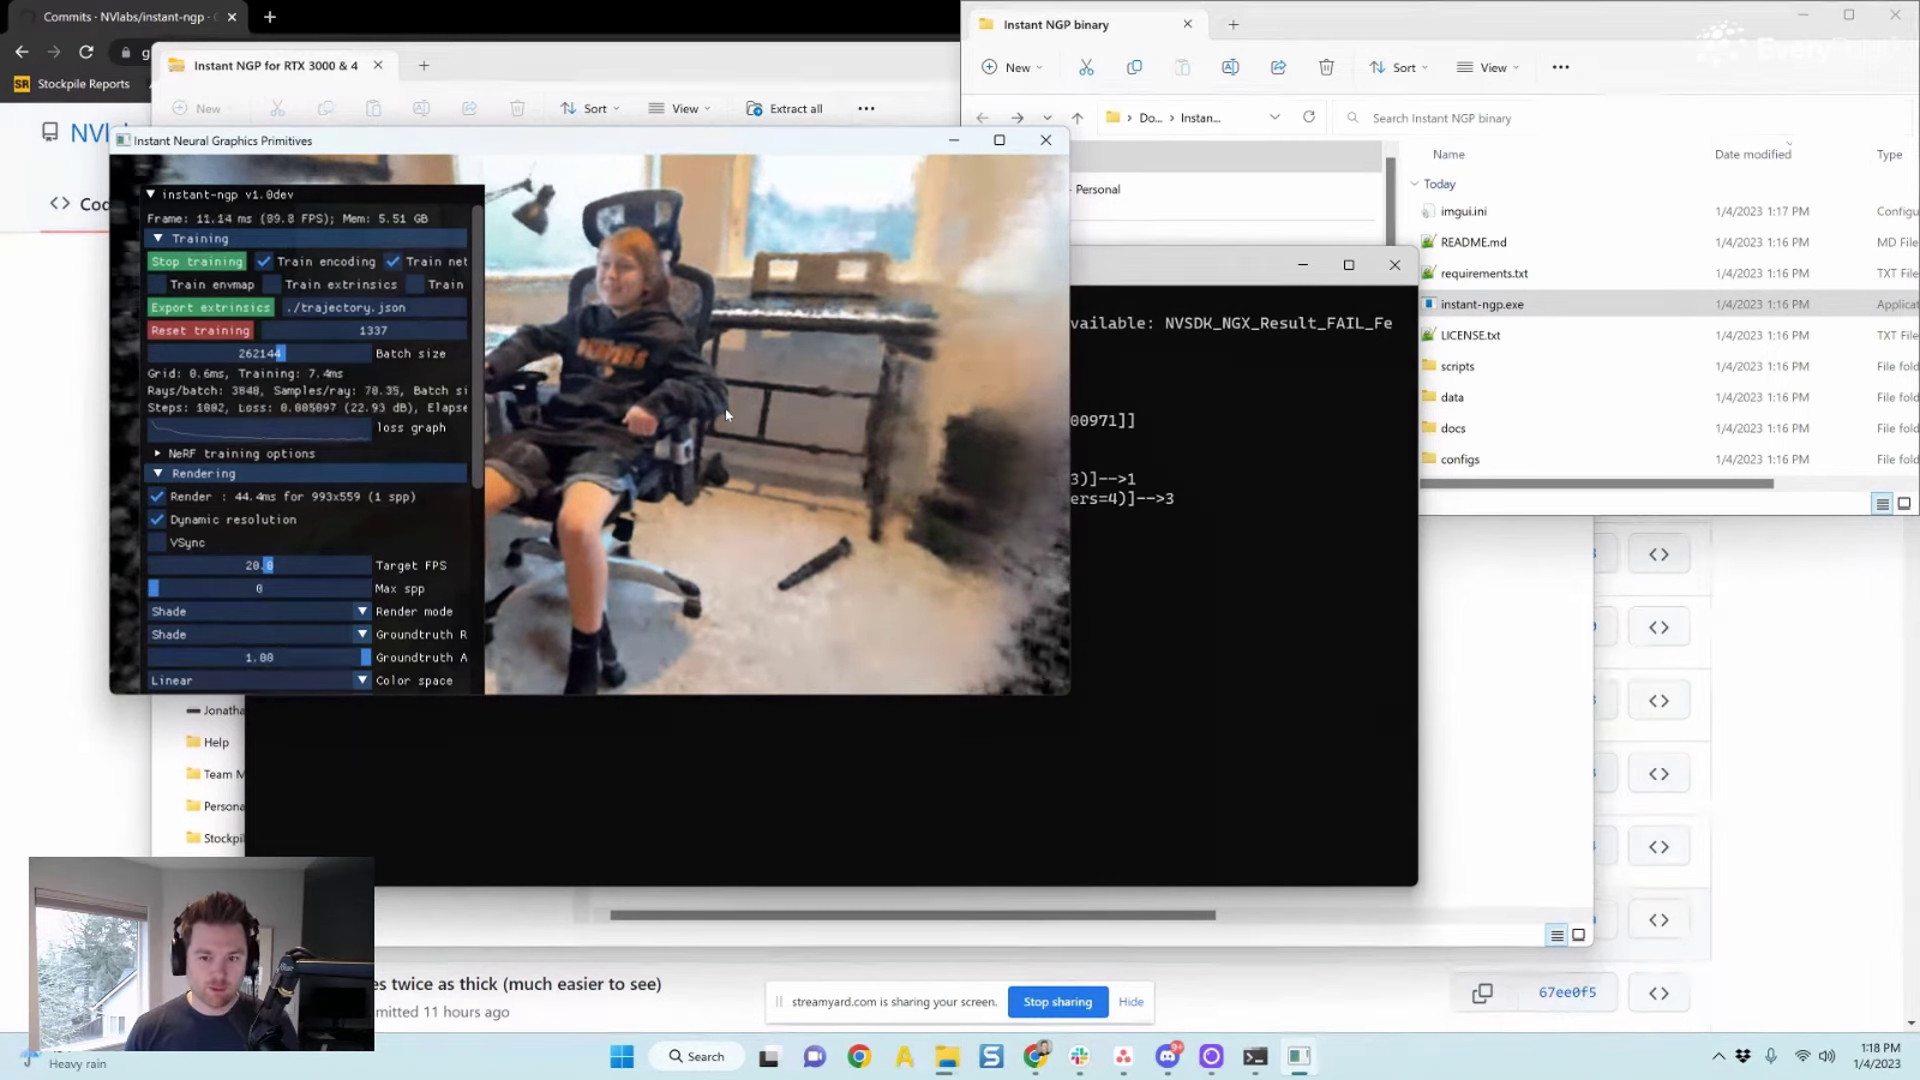 Commits · NVlabs/instant-ngp ·
Stockpile Reports
Instant NGP for RTX 3000 & 4
New
Sort
View
Extract all
Instant NGP binary
EveryPoint
New
Sort
View
Do... › Instan...
Search Instant NGP binary
Name
Date modified
Type
Personal
Today
imgui.ini
1/4/2023 1:17 PM
Configu
README.md
1/4/2023 1:16 PM
MD File
requirements.txt
1/4/2023 1:16 PM
TXT File
instant-ngp.exe
1/4/2023 1:16 PM
Applicat
LICENSE.txt
1/4/2023 1:16 PM
TXT File
scripts
1/4/2023 1:16 PM
File fold
data
1/4/2023 1:16 PM
File fold
docs
1/4/2023 1:16 PM
File fold
configs
1/4/2023 1:16 PM
File fold
Instant Neural Graphics Primitives
instant-ngp v1.0dev
Frame: 11.14 ms (89.8 FPS); Mem: 5.51 GB
Training
Stop training
Train encoding
Train net
Train envmap
Train extrinsics
Train
Export extrinsics
./trajectory.json
Reset training
1337
262144
Batch size
Grid: 0.6ms, Training: 7.4ms
Rays/batch: 3840, Samples/ray: 70.35, Batch si
Steps: 1002, Loss: 0.005097 (22.93 dB), Elapse
loss graph
NeRF training options
Rendering
Render : 44.4ms for 993x559 (1 spp)
Dynamic resolution
VSync
20.0
Target FPS
0
Max spp
Shade
Render mode
Shade
Groundtruth R
1.00
Groundtruth A
Linear
Color space
vailable: NVSDK_NGX_Result_FAIL_Fe
00971]]
3)]-->1
ers=4)]-->3
Jonatha
Help
Team M
Persona
Stockpil
es twice as thick (much easier to see)
mitted 11 hours ago
67ee0f5
streamyard.com is sharing your screen.
Stop sharing
Hide
Heavy rain
Search
1:18 PM
1/4/2023